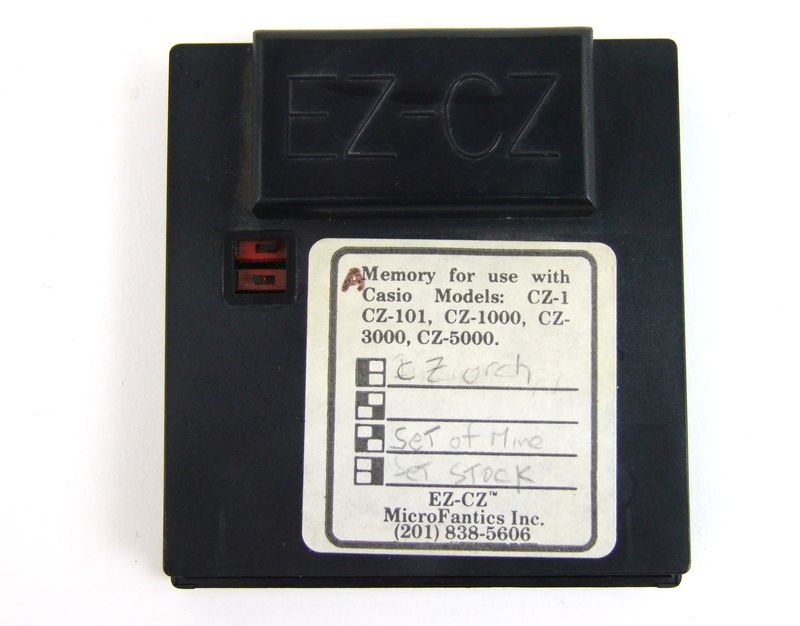 EZ-CZ
A Memory for use with
Casio Models: CZ-1
CZ-101, CZ-1000, CZ-
3000, CZ-5000.
CZ orch
Set of Mine
Set STOCK
EZ-CZ™
MicroFantics Inc.
(201) 838-5606